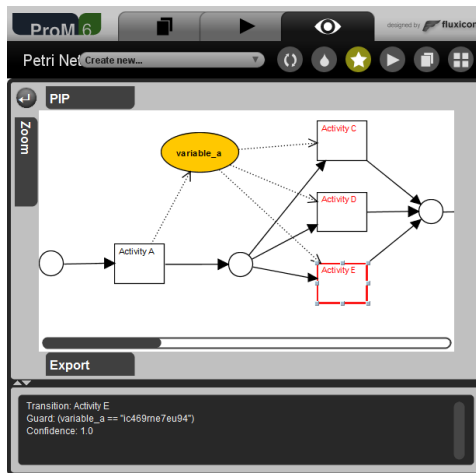 ProM 6
designed by fluxicon
Petri Net
Create new...
PIP
Zoom
Activity C
variable_a
Activity D
Activity A
Activity E
Export
Transition: Activity E
Guard: (variable_a == "ic469rne7eu94")
Confidence: 1.0